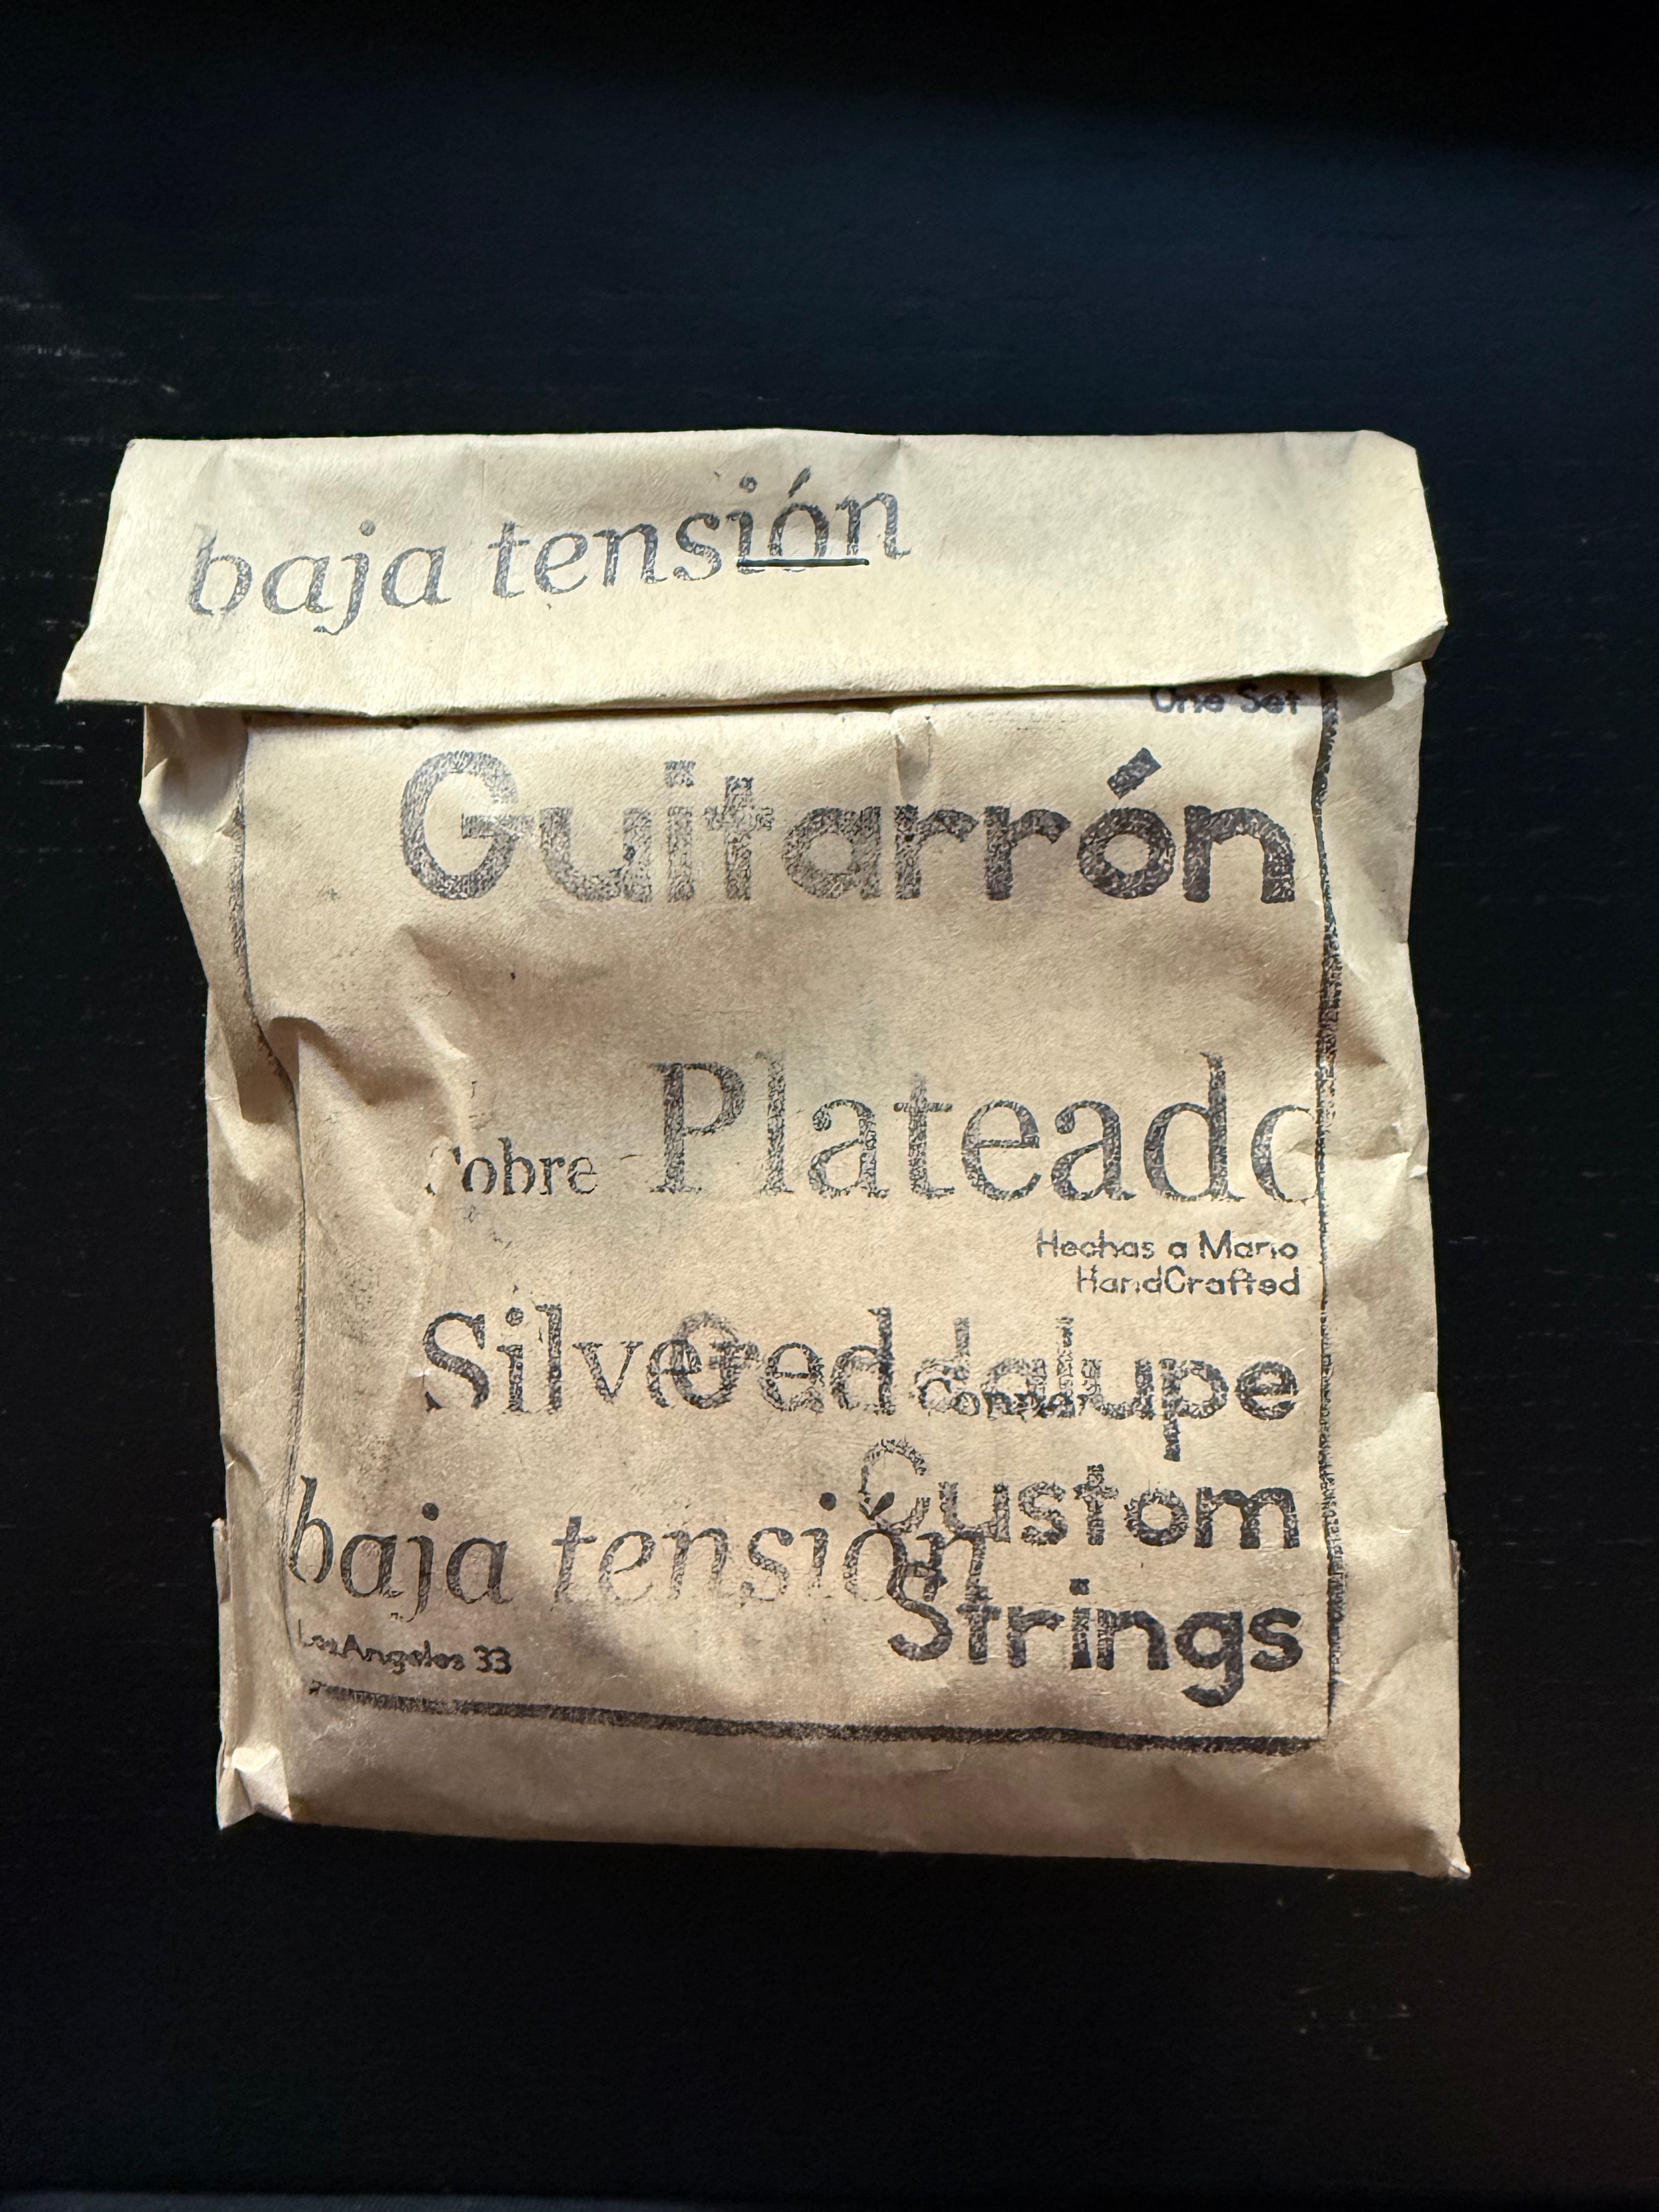 baja tensión
One Set
Guitarrón
Cobre Plateado
Hechas a Mano
HandCrafted
Silvered Copper
Guadalupe
Custom
Strings
baja tensión
Los Angeles 33